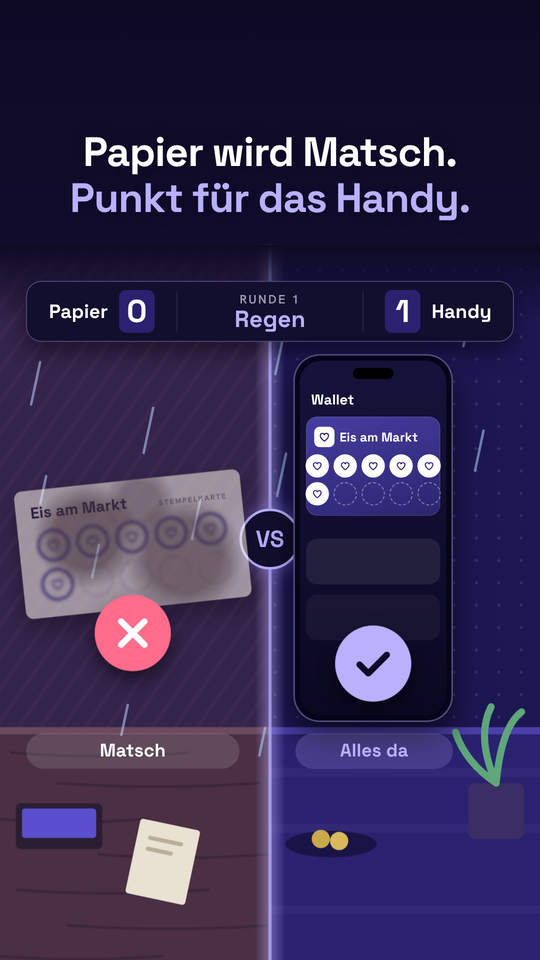 Papier wird Matsch.
Punkt für das Handy.
Papier 0
RUNDE 1
Regen
1 Handy
Wallet
Eis am Markt
Eis am Markt
STEMPELKARTE
VS
Matsch
Alles da